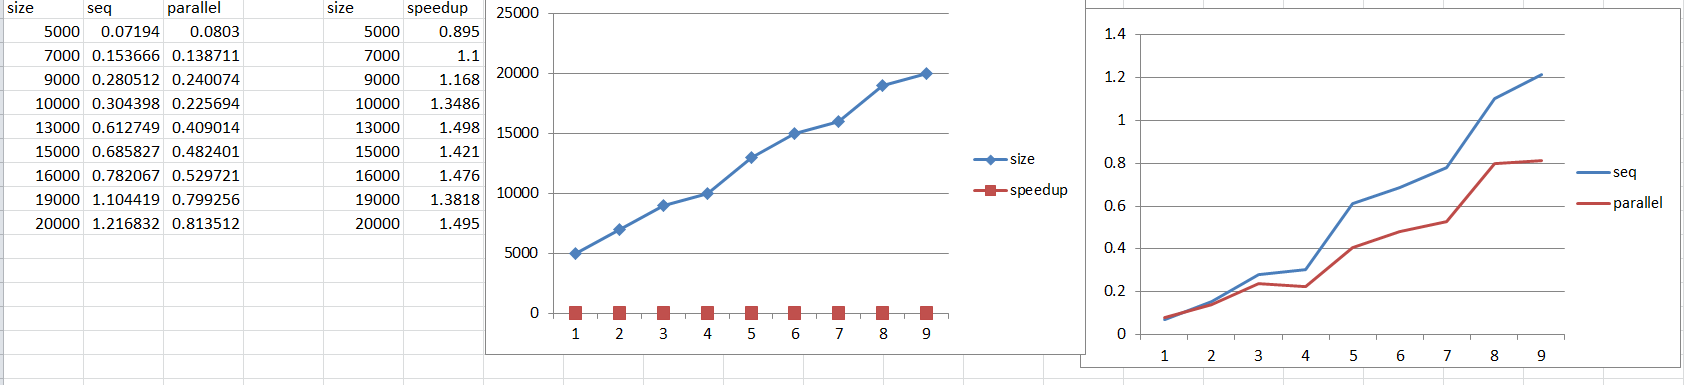 size seq parallel size speedup
5000 0.07194 0.0803 5000 0.895
7000 0.153666 0.138711 7000 1.1
9000 0.280512 0.240074 9000 1.168
10000 0.304398 0.225694 10000 1.3486
13000 0.612749 0.409014 13000 1.498
15000 0.685827 0.482401 15000 1.421
16000 0.782067 0.529721 16000 1.476
19000 1.104419 0.799256 19000 1.3818
20000 1.216832 0.813512 20000 1.495
25000
20000
15000
10000
5000
0
1 2 3 4 5 6 7 8 9
size
speedup
1.4
1.2
1
0.8
0.6
0.4
0.2
0
1 2 3 4 5 6 7 8 9
seq
parallel